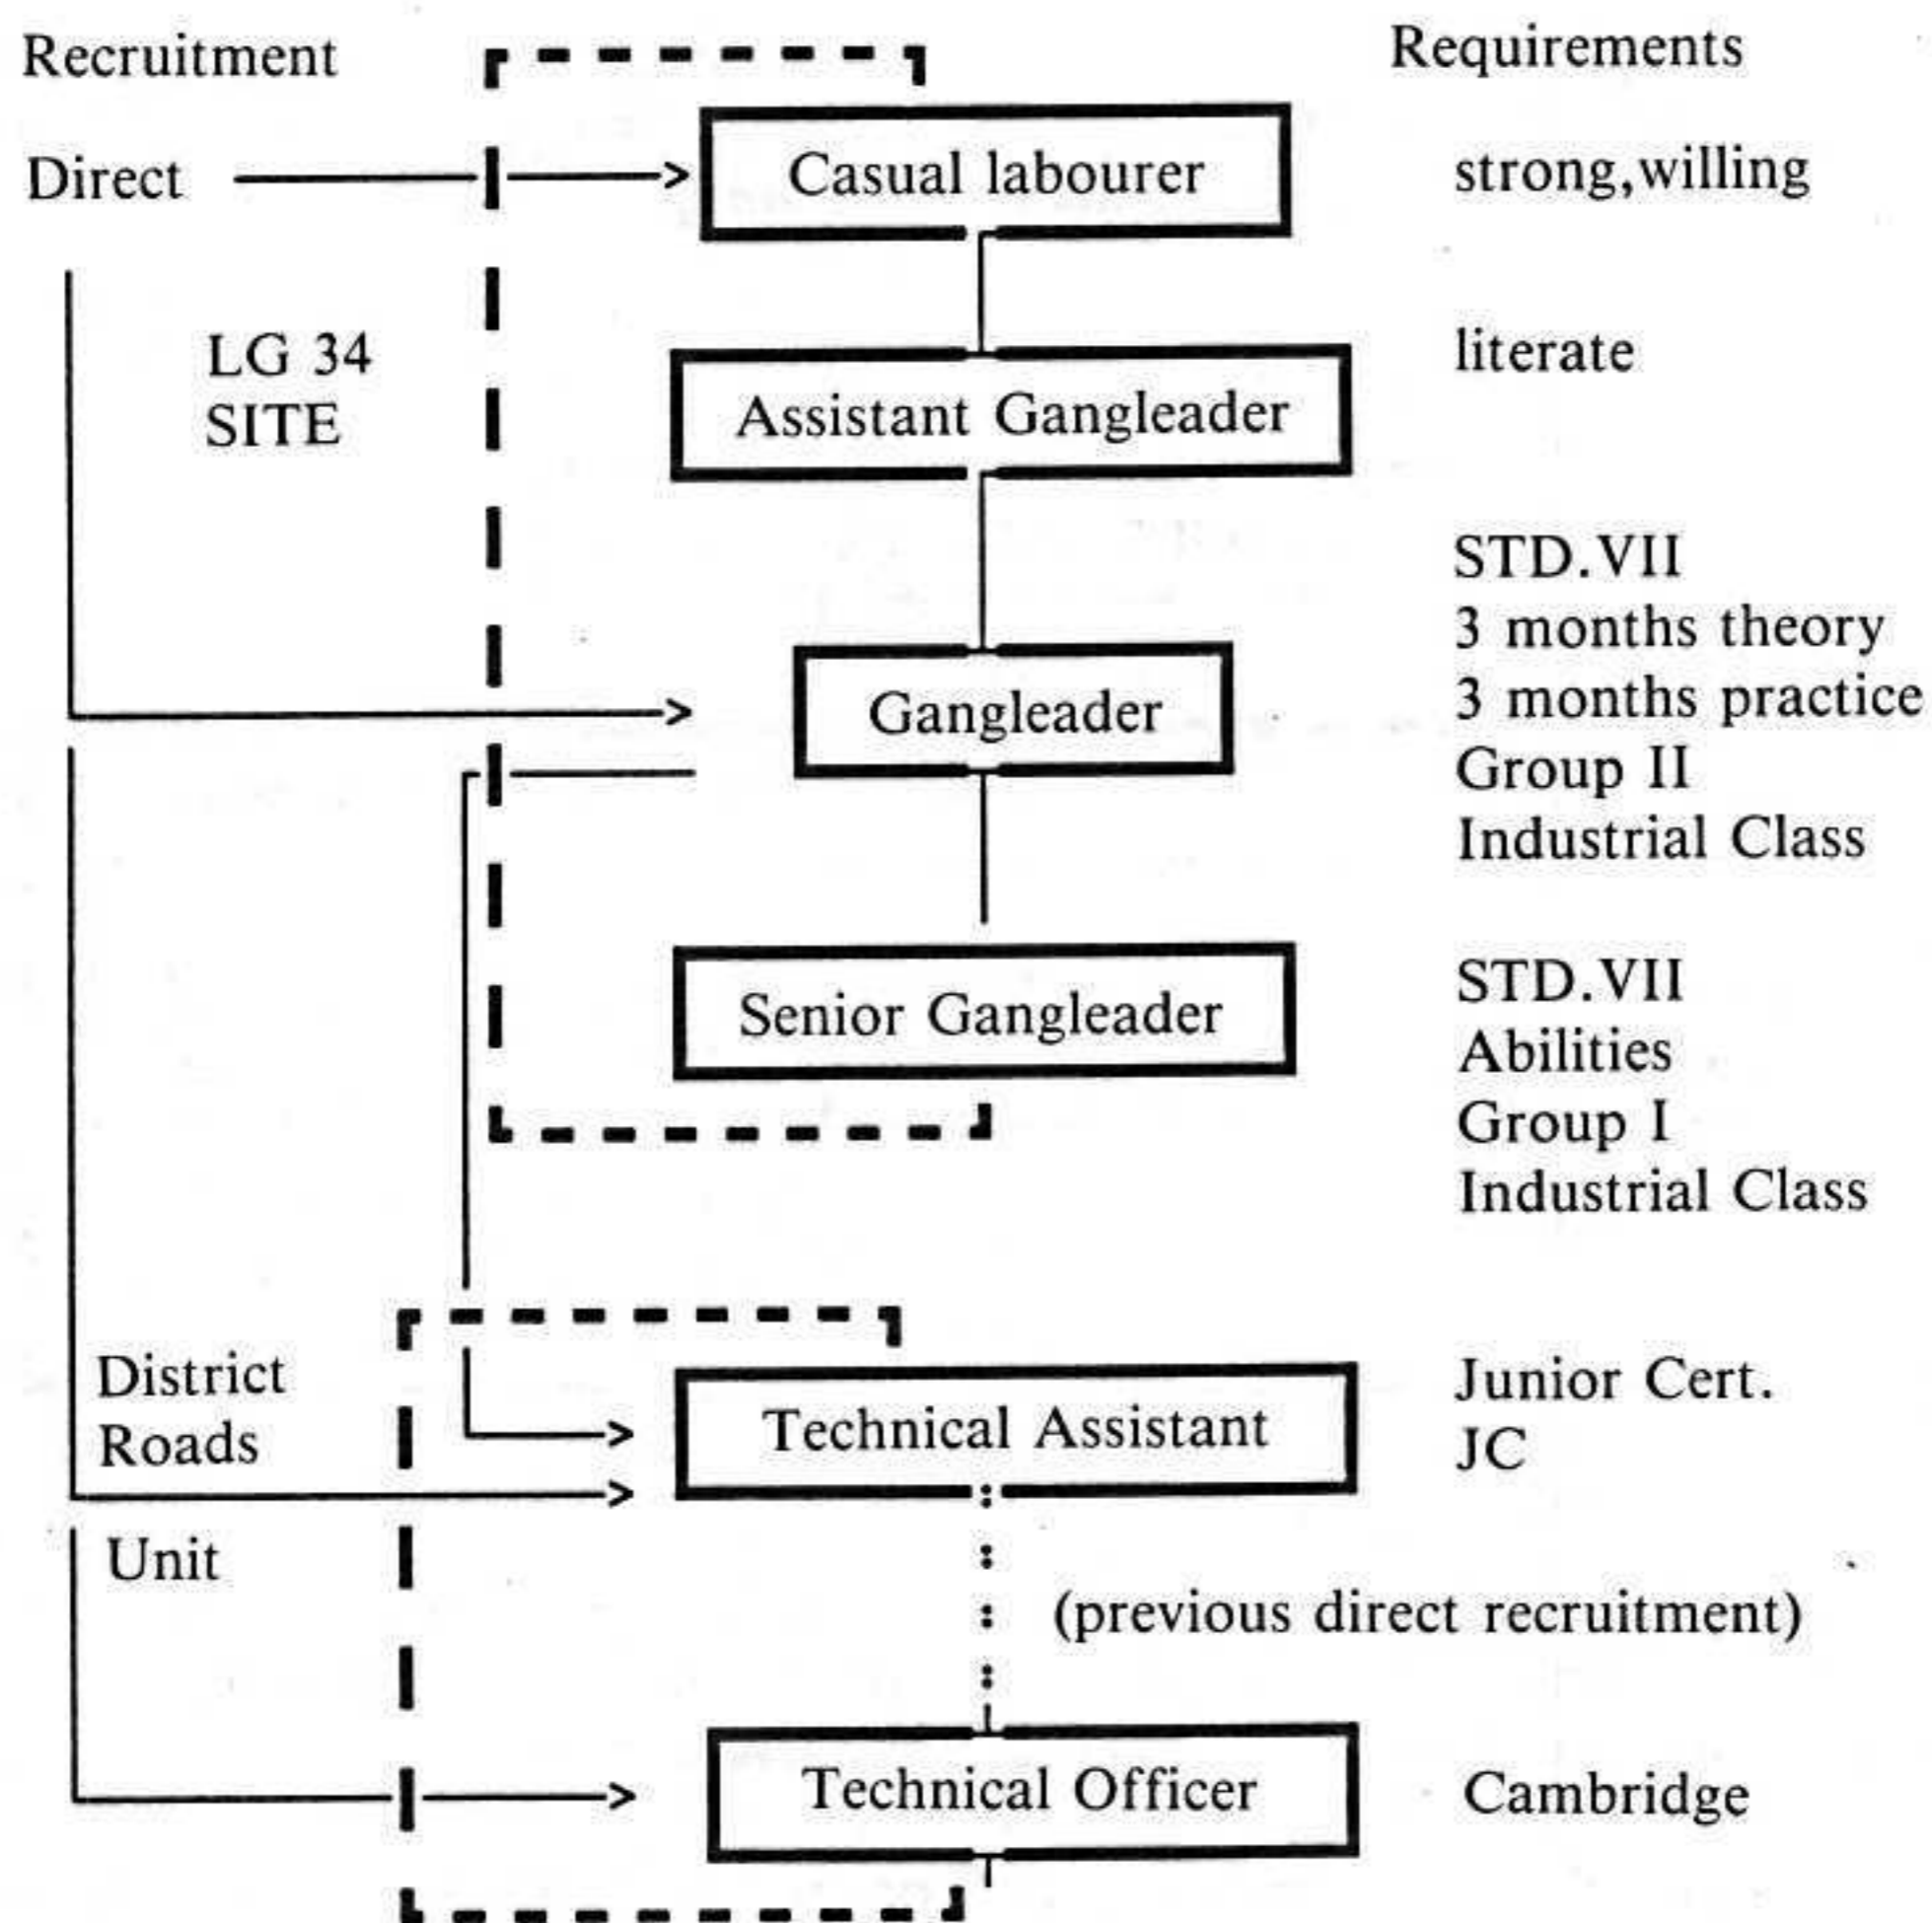 Recruitment
Requirements
Direct
Casual labourer
strong,willing
LG 34
SITE
literate
Assistant Gangleader
STD.VII
3 months theory
3 months practice
Group II
Industrial Class
Gangleader
Senior Gangleader
STD.VII
Abilities
Group I
Industrial Class
District
Roads
Unit
Technical Assistant
Junior Cert.
JC
(previous direct recruitment)
Technical Officer
Cambridge